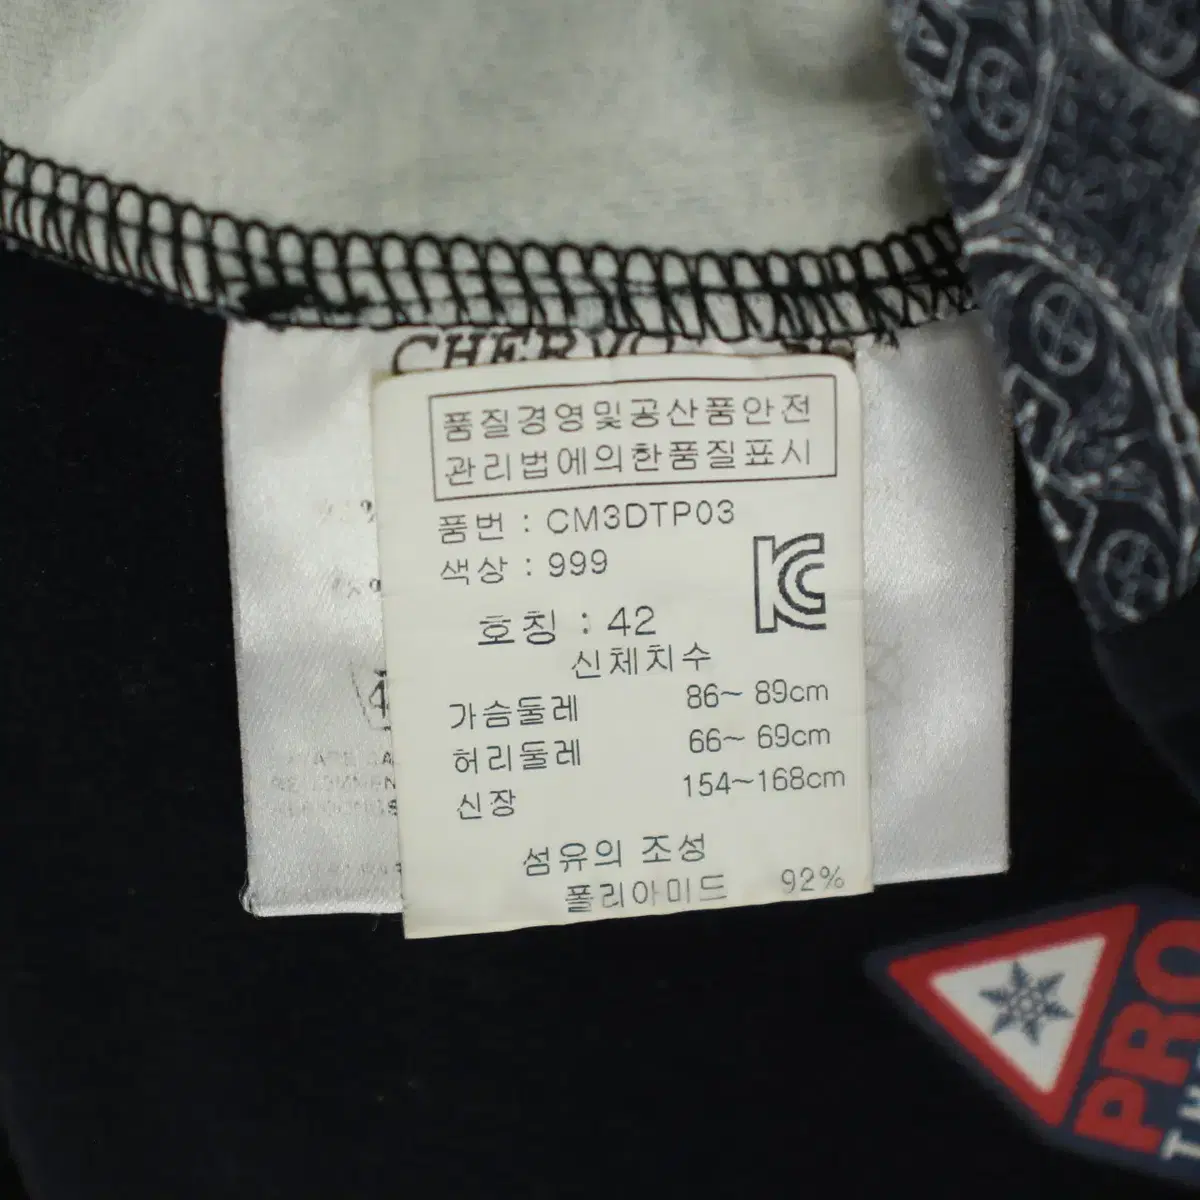 품질경영및공산품안전
관리법에의한품질표시
품번 : CM3DTP03
색상 : 999
호칭 : 42
신체치수
가슴둘레 86~ 89cm
허리둘레 66~ 69cm
신장 154~168cm
섬유의 조성
폴리아미드 92%
PRO